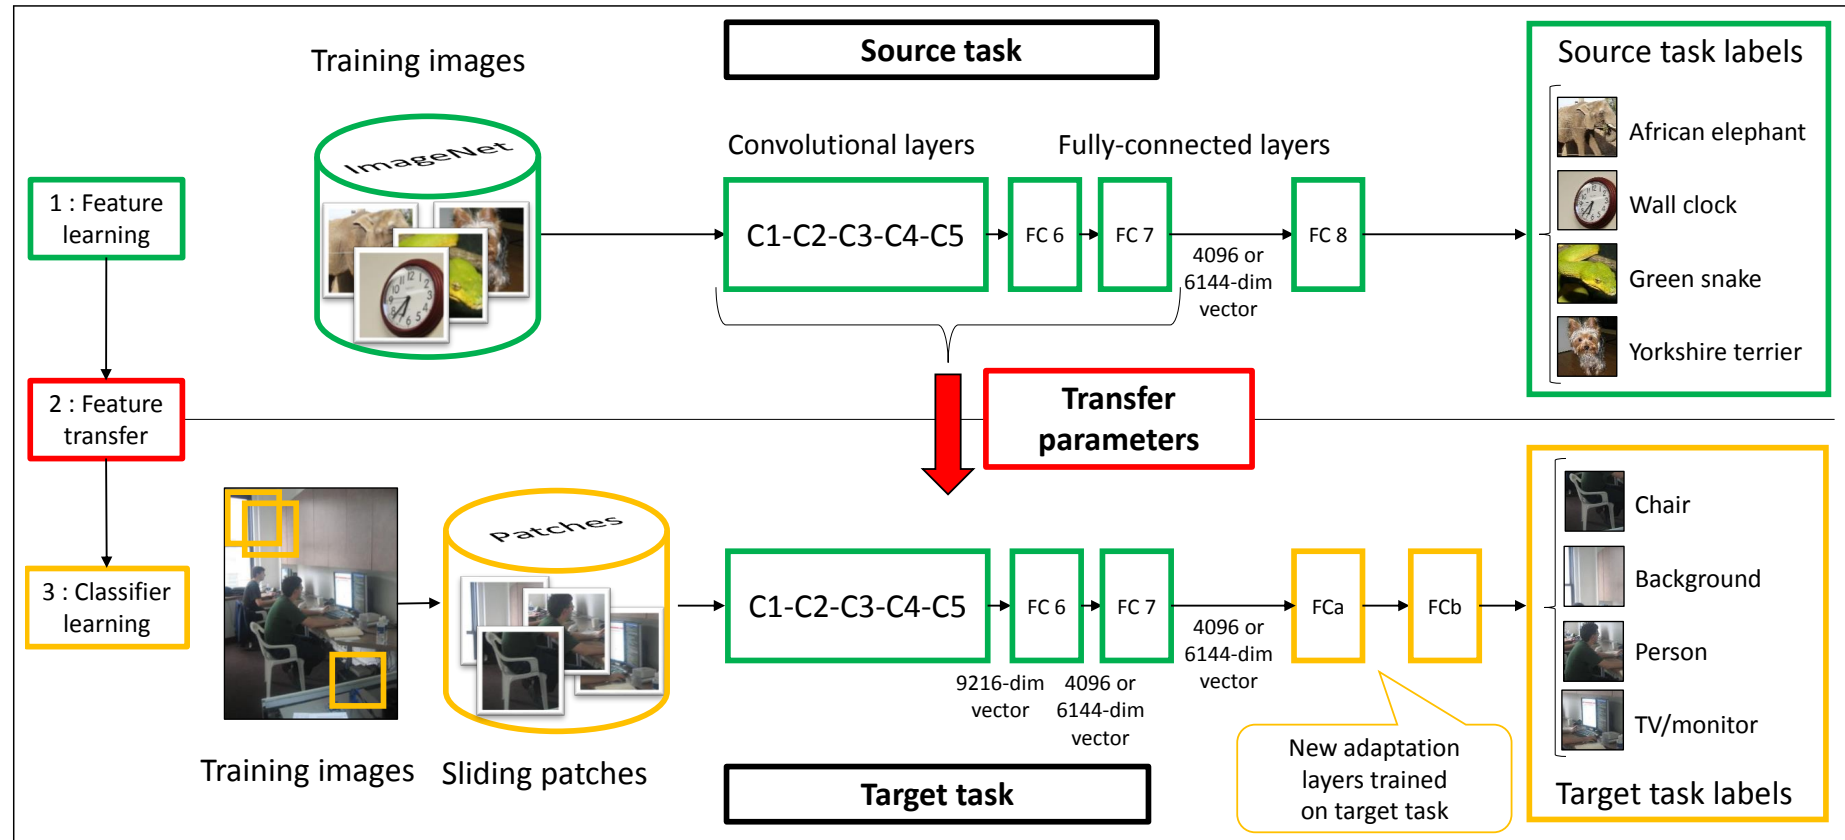 Source task
Training images
Source task labels
ImageNet
Convolutional layers
Fully-connected layers
African elephant
Wall clock
Green snake
Yorkshire terrier
1 : Feature
learning
C1-C2-C3-C4-C5
FC 6
FC 7
4096 or
6144-dim
vector
FC 8
2 : Feature
transfer
Transfer
parameters
3 : Classifier
learning
Patches
C1-C2-C3-C4-C5
FC 6
FC 7
FCa
FCb
9216-dim
vector
4096 or
6144-dim
vector
4096 or
6144-dim
vector
Chair
Background
Person
TV/monitor
Training images
Sliding patches
Target task
New adaptation
layers trained
on target task
Target task labels